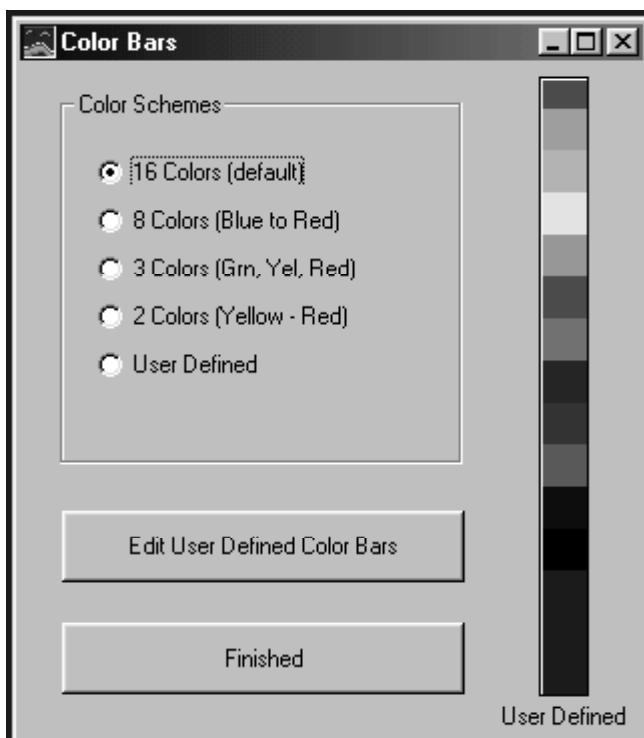 Color Bars
Color Schemes
16 Colors (default)
8 Colors (Blue to Red)
3 Colors (Grn, Yel, Red)
2 Colors (Yellow - Red)
User Defined
Edit User Defined Color Bars
Finished
User Defined